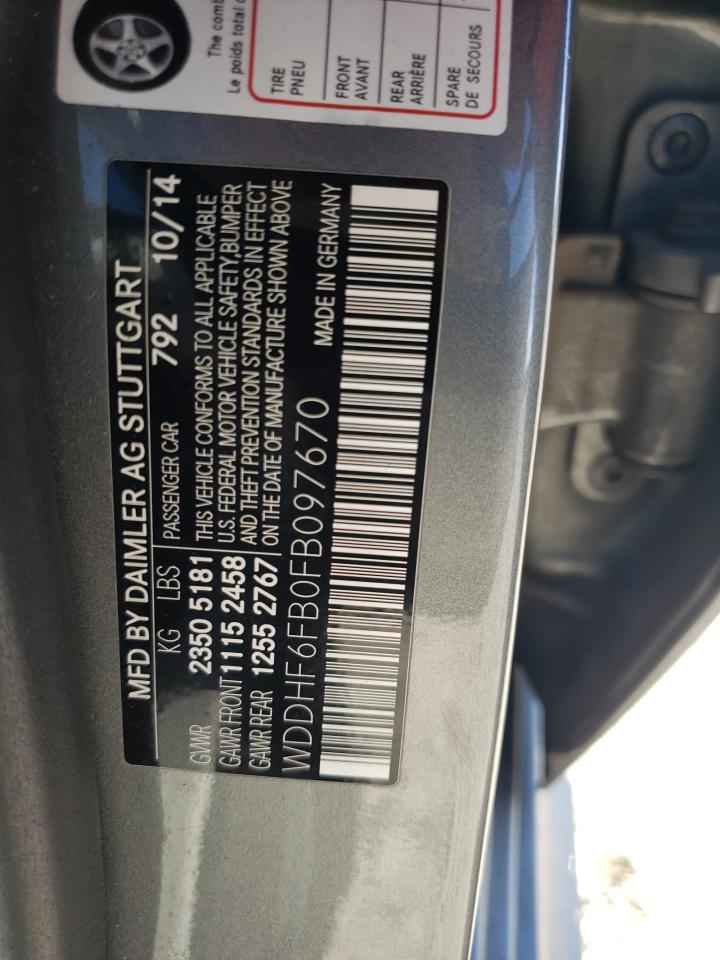 MFD BY DAIMLER AG STUTTGART
KG LBS PASSENGER CAR 792 10/14
GVWR 2350 5181
GAWR FRONT 1115 2458
GAWR REAR 1255 2767
THIS VEHICLE CONFORMS TO ALL APPLICABLE
U.S. FEDERAL MOTOR VEHICLE SAFETY,BUMPER
AND THEFT PREVENTION STANDARDS IN EFFECT
ON THE DATE OF MANUFACTURE SHOWN ABOVE
WDDHF6FB0FB097670 MADE IN GERMANY
The
Le poids total
TIRE
PNEU
FRONT
AVANT
REAR
ARRIÈRE
SPARE
DE SECOURS